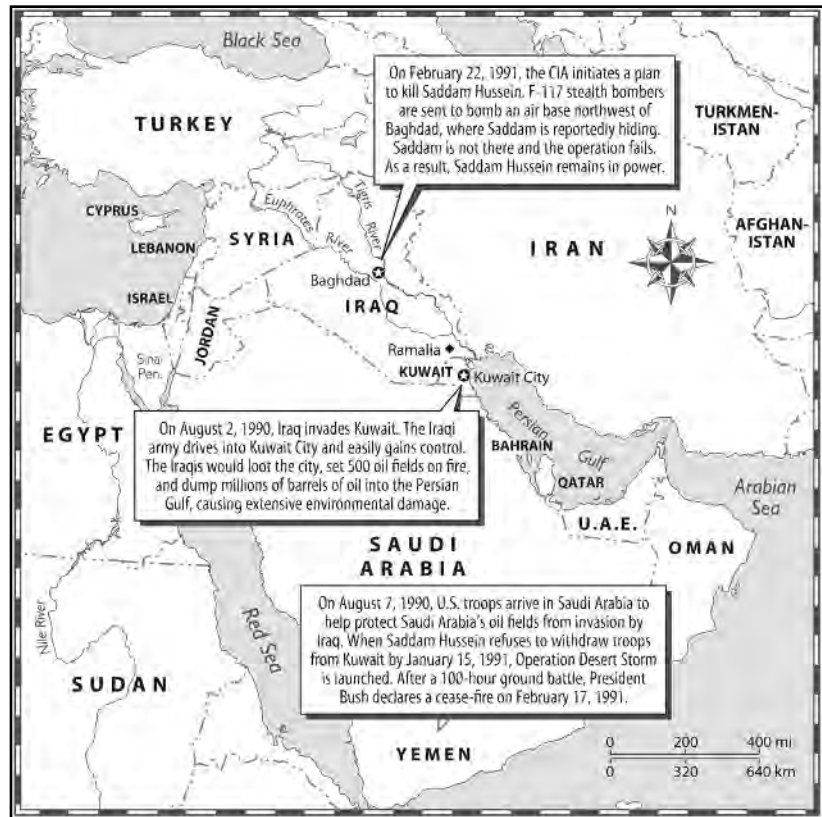 Black Sea
On February 22, 1991, the CIA initiates a plan
to kill Saddam Hussein. F-117 stealth bombers
are sent to bomb an air base northwest of
Baghdad, where Saddam is reportedly hiding.
Saddam is not there and the operation fails.
As a result, Saddam Hussein remains in power.
TURKEY
TURKMEN-
ISTAN
CYPRUS
LEBANON
SYRIA
Euphrates
River
Tigris
River
IRAN
N
AFGHAN-
ISTAN
ISRAEL
JORDAN
Baghdad
IRAQ
Sinai
Pen.
Ramalla
KUWAIT
Kuwait City
EGYPT
On August 2, 1990, Iraq invades Kuwait. The Iraqi
army drives into Kuwait City and easily gains control.
The Iraqis would loot the city, set 500 oil fields on fire,
and dump millions of barrels of oil into the Persian
Gulf, causing extensive environmental damage.
Persian
Gulf
BAHRAIN
QATAR
U.A.E.
Arabian
Sea
OMAN
SAUDI
ARABIA
Red Sea
Nile River
SUDAN
On August 7, 1990, U.S. troops arrive in Saudi Arabia to
help protect Saudi Arabia's oil fields from invasion by
Iraq. When Saddam Hussein refuses to withdraw troops
from Kuwait by January 15, 1991, Operation Desert Storm
is launched. After a 100-hour ground battle, President
Bush declares a cease-fire on February 17, 1991.
YEMEN
0 200 400 mi
0 320 640 km